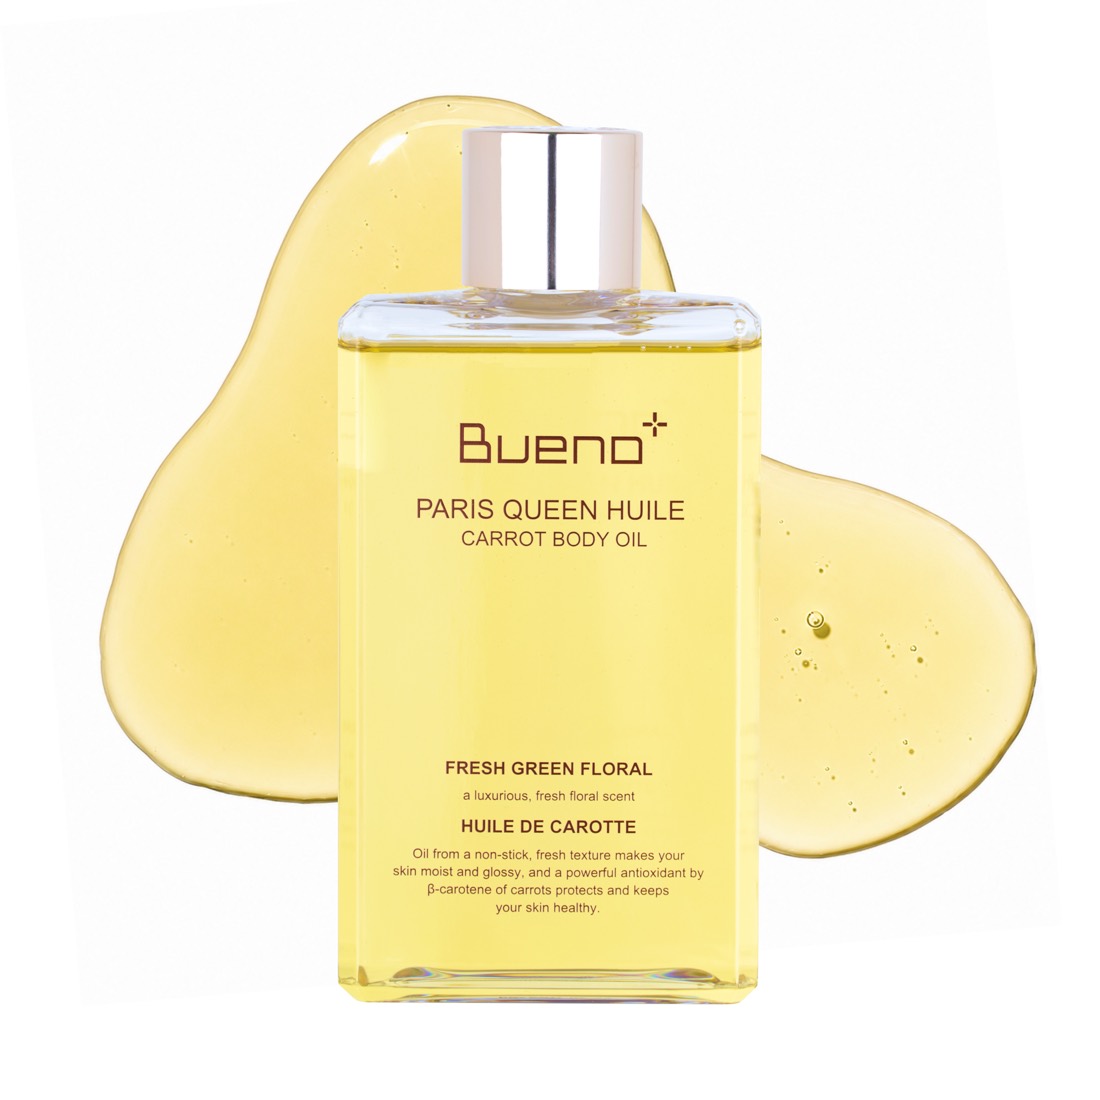 Bueno+
PARIS QUEEN HUILE
CARROT BODY OIL
FRESH GREEN FLORAL
a luxurious, fresh floral scent
HUILE DE CAROTTE
Oil from a non-stick, fresh texture makes your
skin moist and glossy, and a powerful antioxidant by
β-carotene of carrots protects and keeps
your skin healthy.